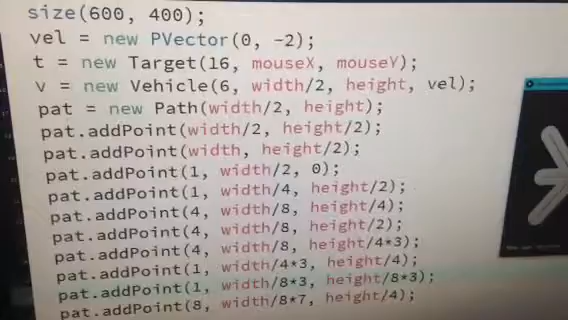 size(600, 400);
vel = new PVector(0, -2);
t = new Target(16, mouseX, mouseY);
v = new Vehicle(6, width/2, height, vel);
pat = new Path(width/2, height);
pat.addPoint(width/2, height/2);
pat.addPoint(width, height/2);
pat.addPoint(1, width/2, 0);
pat.addPoint(1, width/4, height/2);
pat.addPoint(4, width/8, height/4);
pat.addPoint(4, width/8, height/2);
pat.addPoint(4, width/8, height/4*3);
pat.addPoint(1, width/4*3, height/4);
pat.addPoint(1, width/8*3, height/8*3);
pat.addPoint(8, width/8*7, height/4);